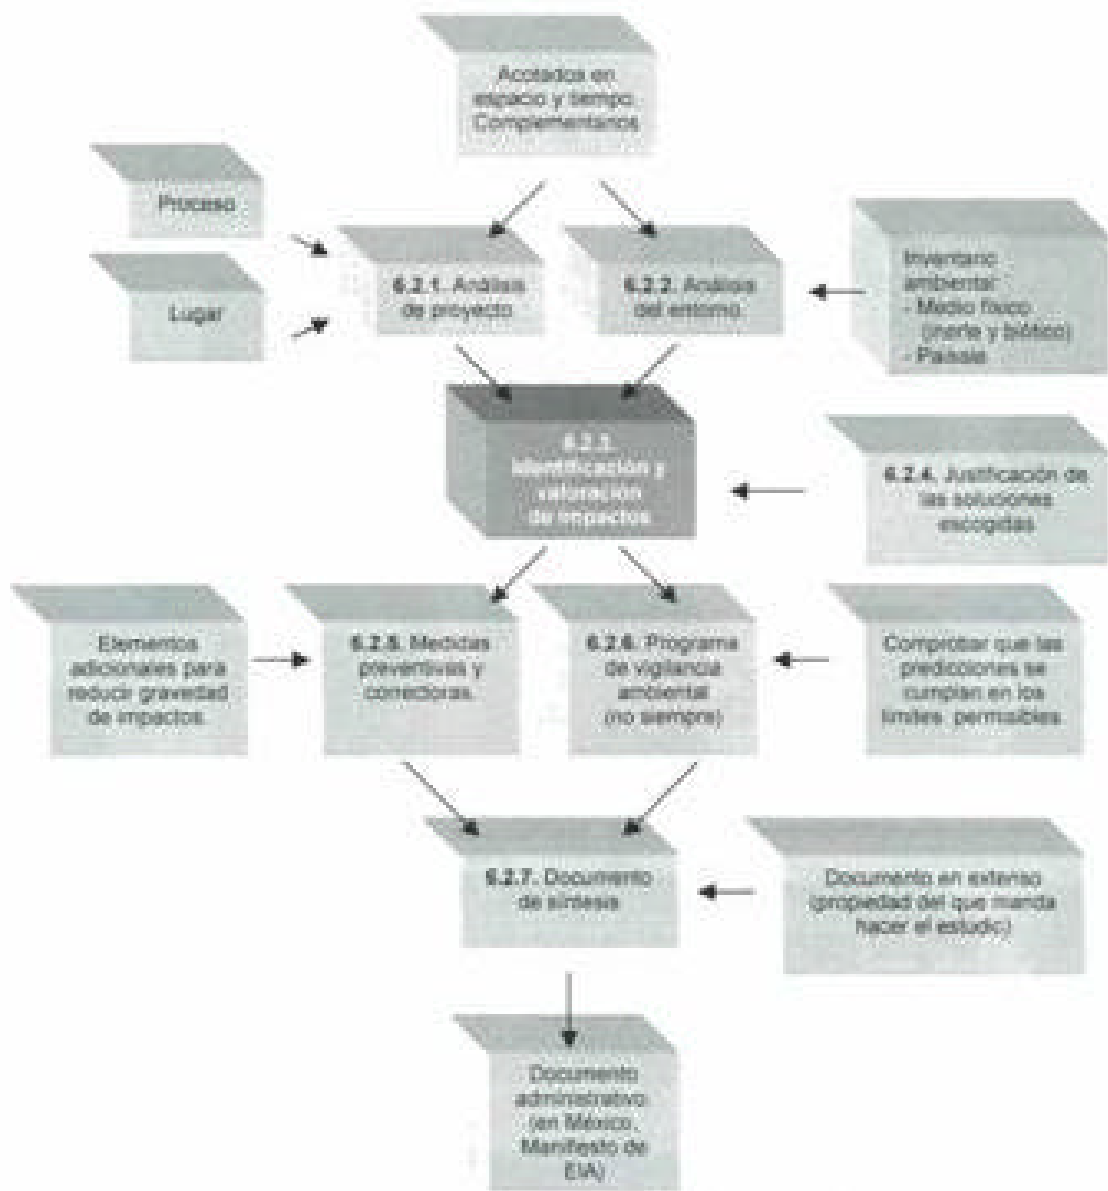 Acotados en
espacio y tiempo.
Complementarios
Proceso
Lugar
6.2.1. Análisis
de proyecto
6.2.2. Análisis
del entorno
Inventario
ambiental:
- Medio físico
(inerte y biótico)
- Paisaje
6.2.3.
Identificación y
valoración
de impactos
6.2.4. Justificación de
las soluciones
escogidas
Elementos
adicionales para
reducir gravedad
de impactos.
6.2.5. Medidas
preventivas y
correctoras.
6.2.6. Programa
de vigilancia
ambiental
(no siempre)
Comprobar que las
predicciones se
cumplan en los
límites permisibles.
6.2.7. Documento
de síntesis
Documento en extenso
(propiedad del que manda
hacer el estudio)
Documento
administrativo
(en México,
Manifiesto de
EIA)